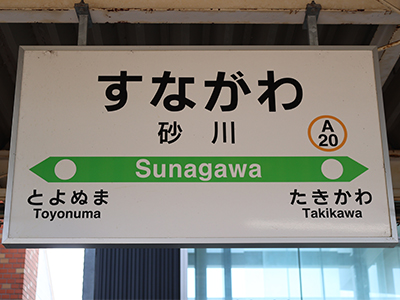 すながわ
砂川
A
20
Sunagawa
とよぬま
Toyonuma
たきかわ
Takikawa